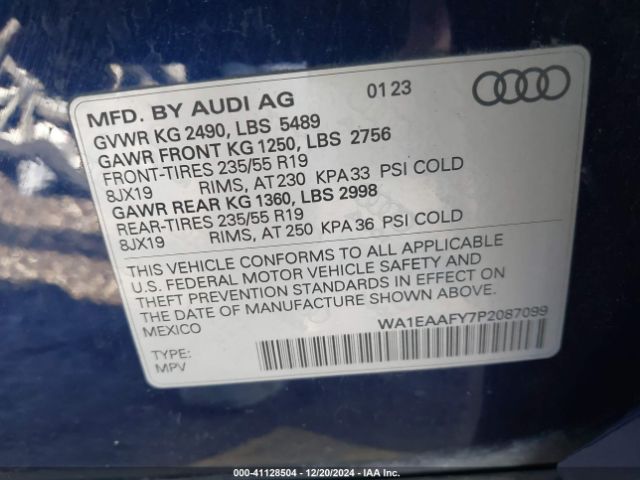 MFD. BY AUDI AG 01 23
GVWR KG 2490, LBS 5489
GAWR FRONT KG 1250, LBS 2756
FRONT-TIRES 235/55 R19
8JX19 RIMS, AT 230 KPA 33 PSI COLD
GAWR REAR KG 1360, LBS 2998
REAR-TIRES 235/55 R19
8JX19 RIMS, AT 250 KPA 36 PSI COLD
THIS VEHICLE CONFORMS TO ALL APPLICABLE
U.S. FEDERAL MOTOR VEHICLE SAFETY AND
THEFT PREVENTION STANDARDS IN EFFECT ON
THE DATE OF MANUFACTURE SHOWN ABOVE.
MEXICO
WA1EAAFY7P2087099
TYPE:
MPV
000-41128504 - 12/20/2024 - IAA Inc.